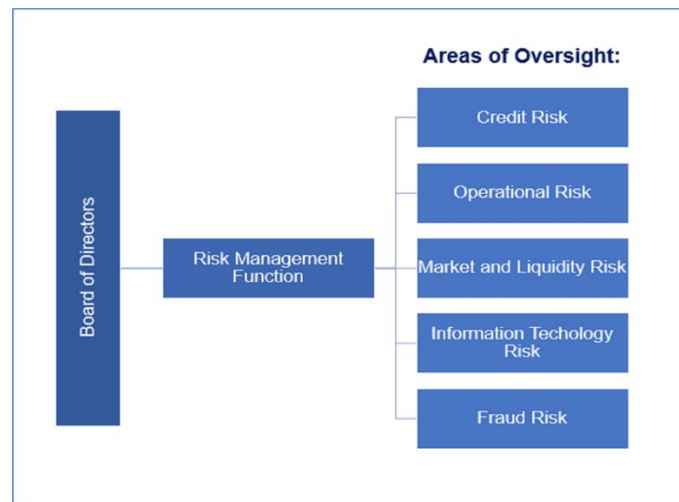 Areas of Oversight:
Board of Directors
Risk Management
Function
Credit Risk
Operational Risk
Market and Liquidity Risk
Information Techology
Risk
Fraud Risk